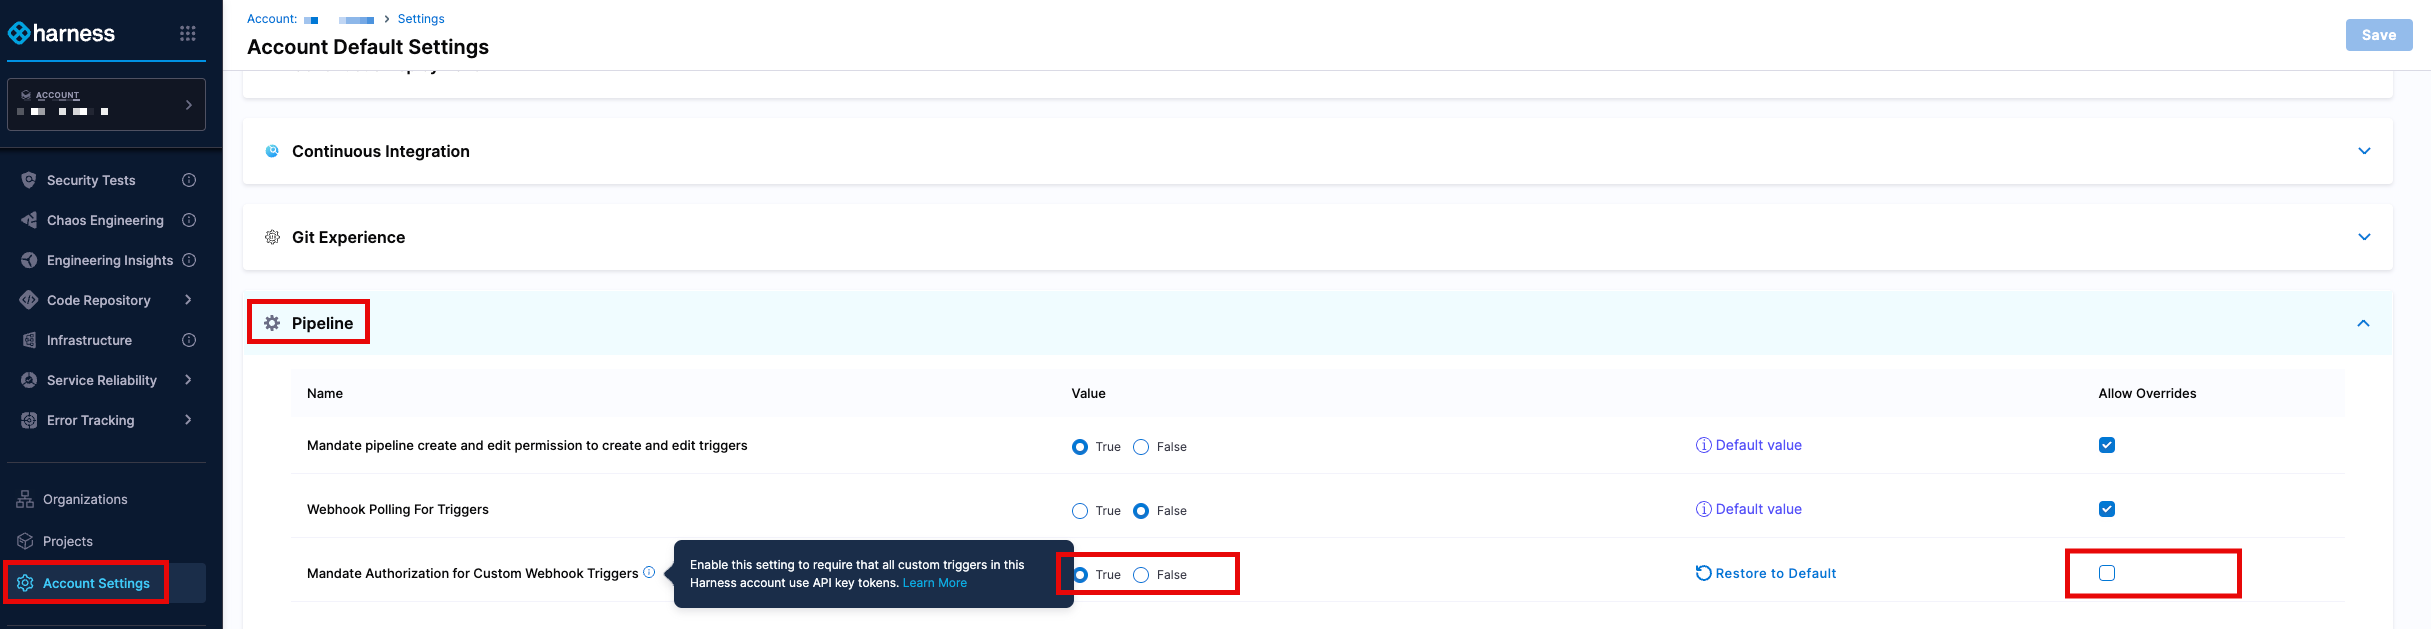 harness
ACCOUNT
Security Tests
Chaos Engineering
Engineering Insights
Code Repository
Infrastructure
Service Reliability
Error Tracking
Organizations
Projects
Account Settings
Account: > Settings
Account Default Settings
Save
Continuous Integration
Git Experience
Pipeline
Name Value Allow Overrides
Mandate pipeline create and edit permission to create and edit triggers True False Default value
Webhook Polling For Triggers True False Default value
Mandate Authorization for Custom Webhook Triggers True False Restore to Default
Enable this setting to require that all custom triggers in this
Harness account use API key tokens. Learn More